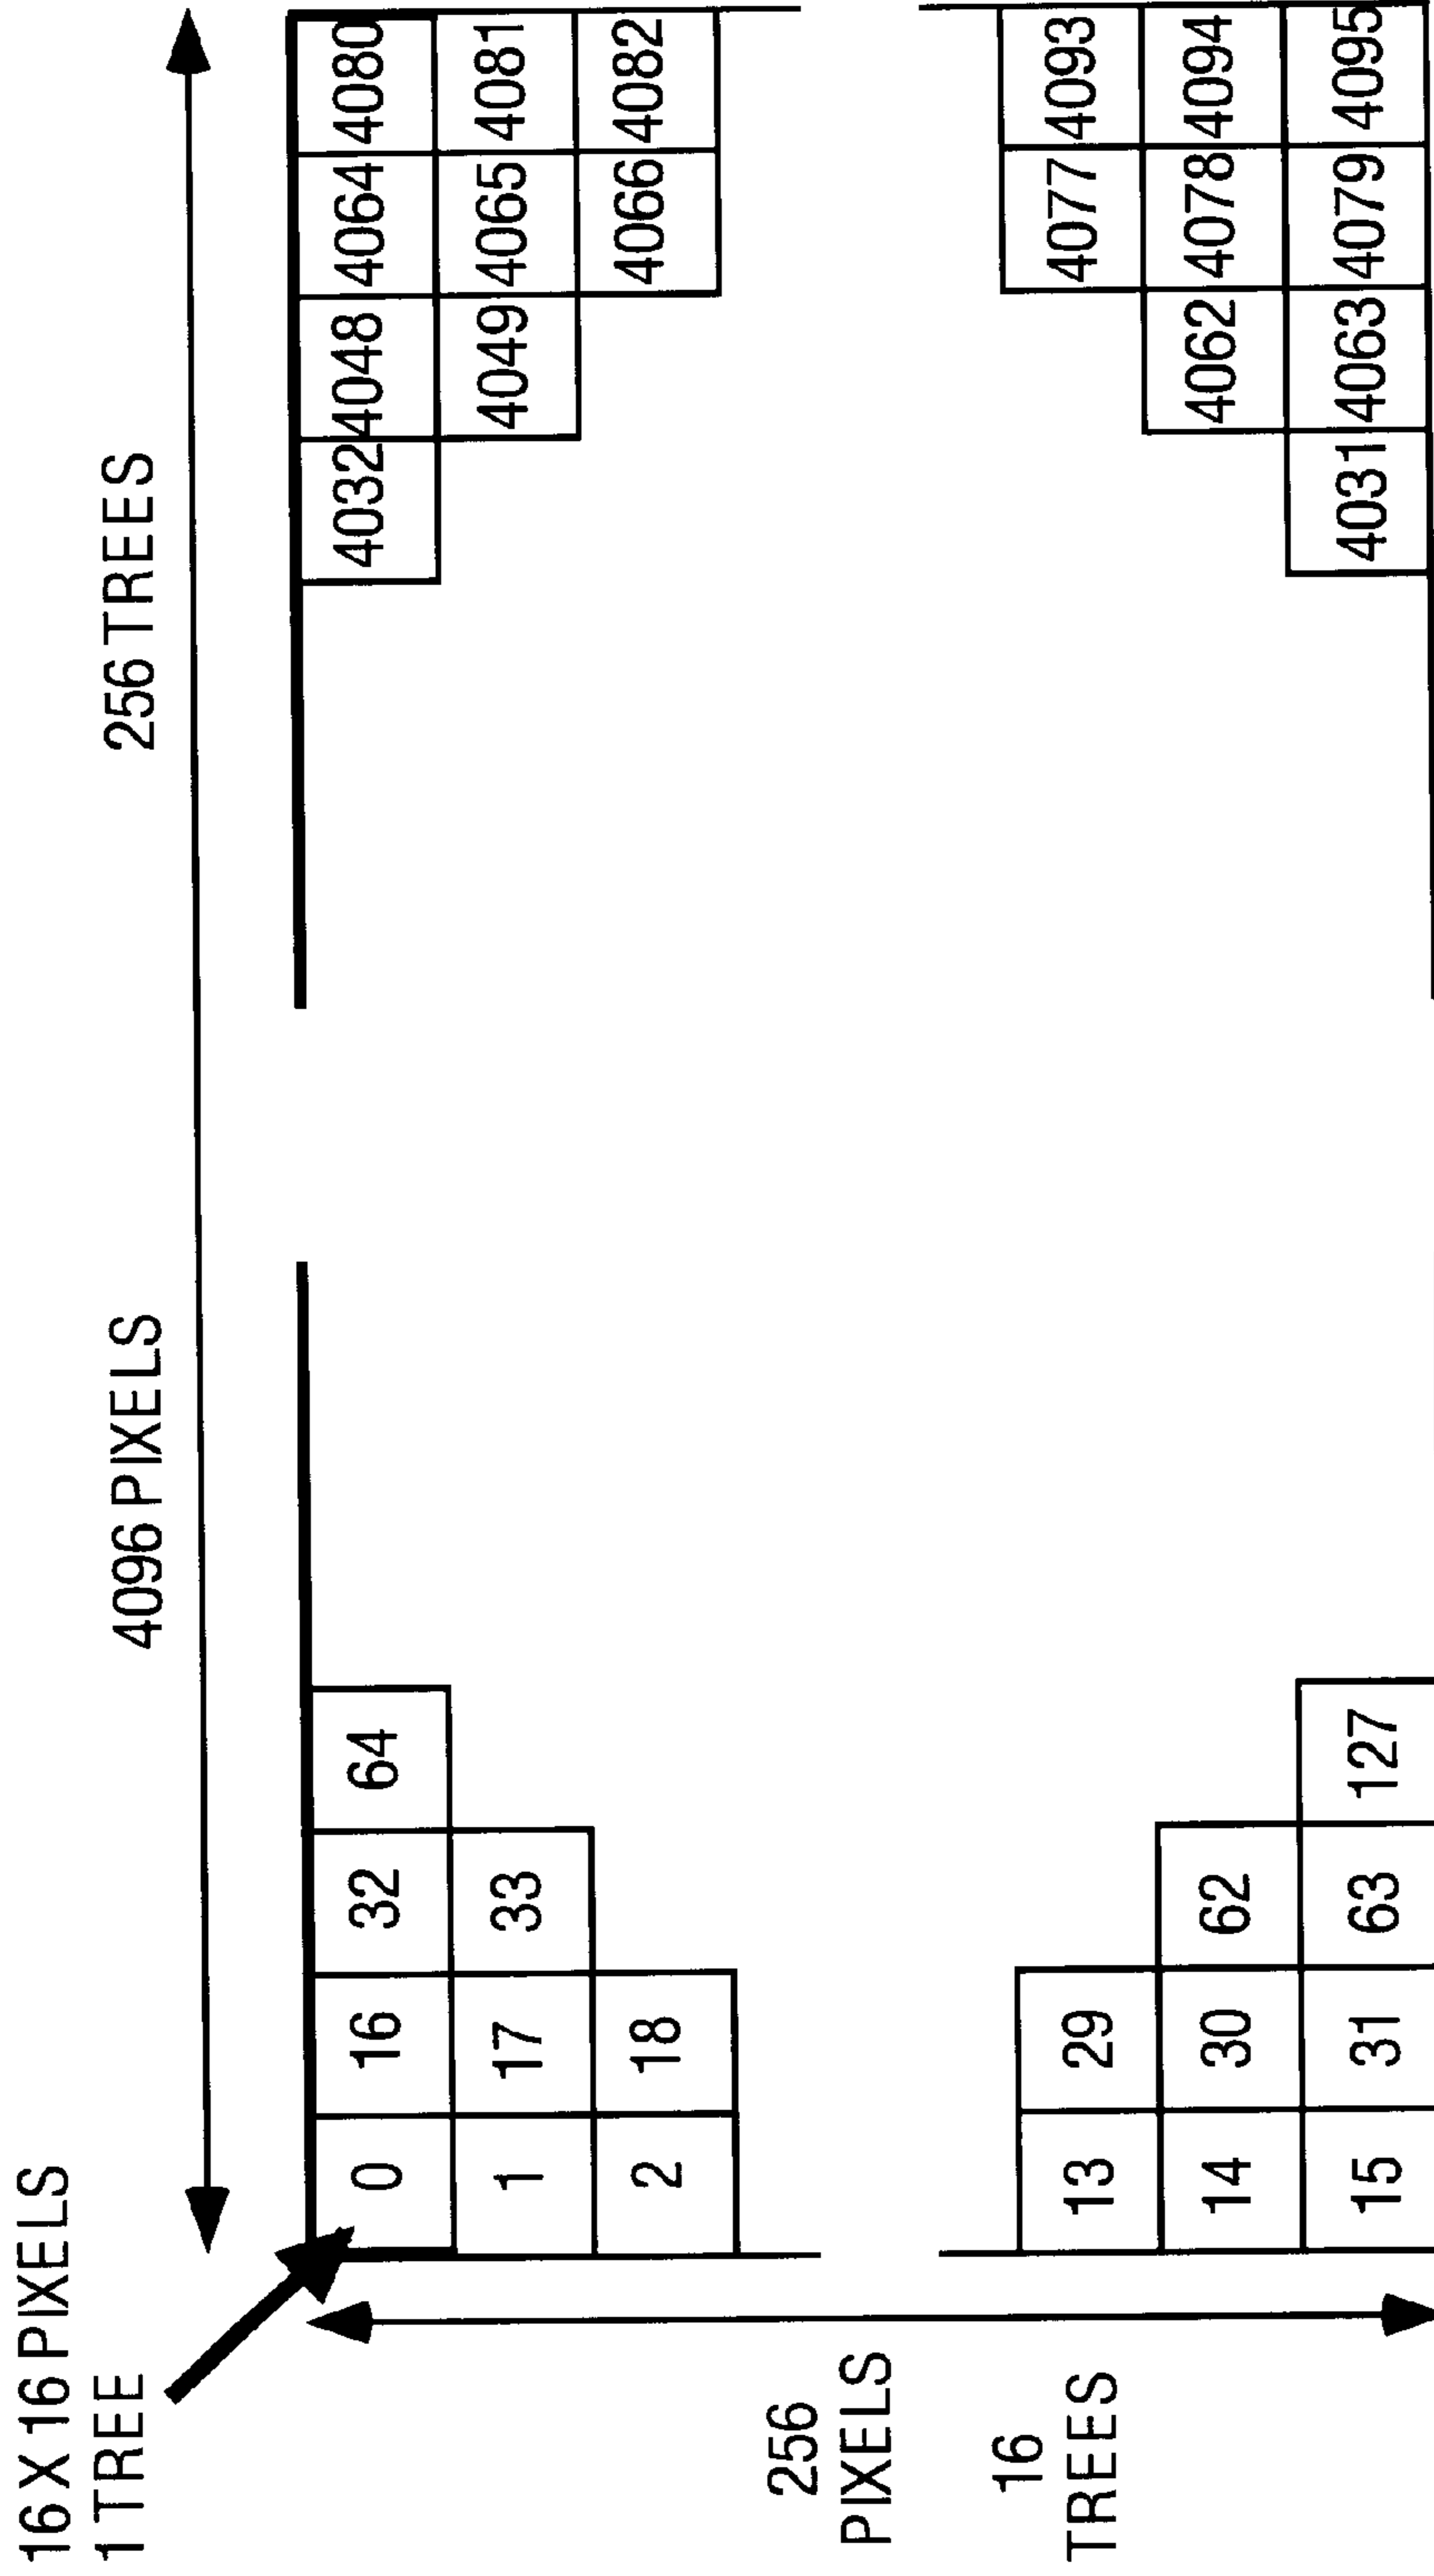 16 X 16 PIXELS
1 TREE
4096 PIXELS
256 TREES
0 16 32 64
4032 4048 4064 4080
1 17 33
4049 4065 4081
2 18
4066 4082
256
PIXELS
16
TREES
13 29
4077 4093
14 30 62
4062 4078 4094
15 31 63 127
4031 4063 4079 4095